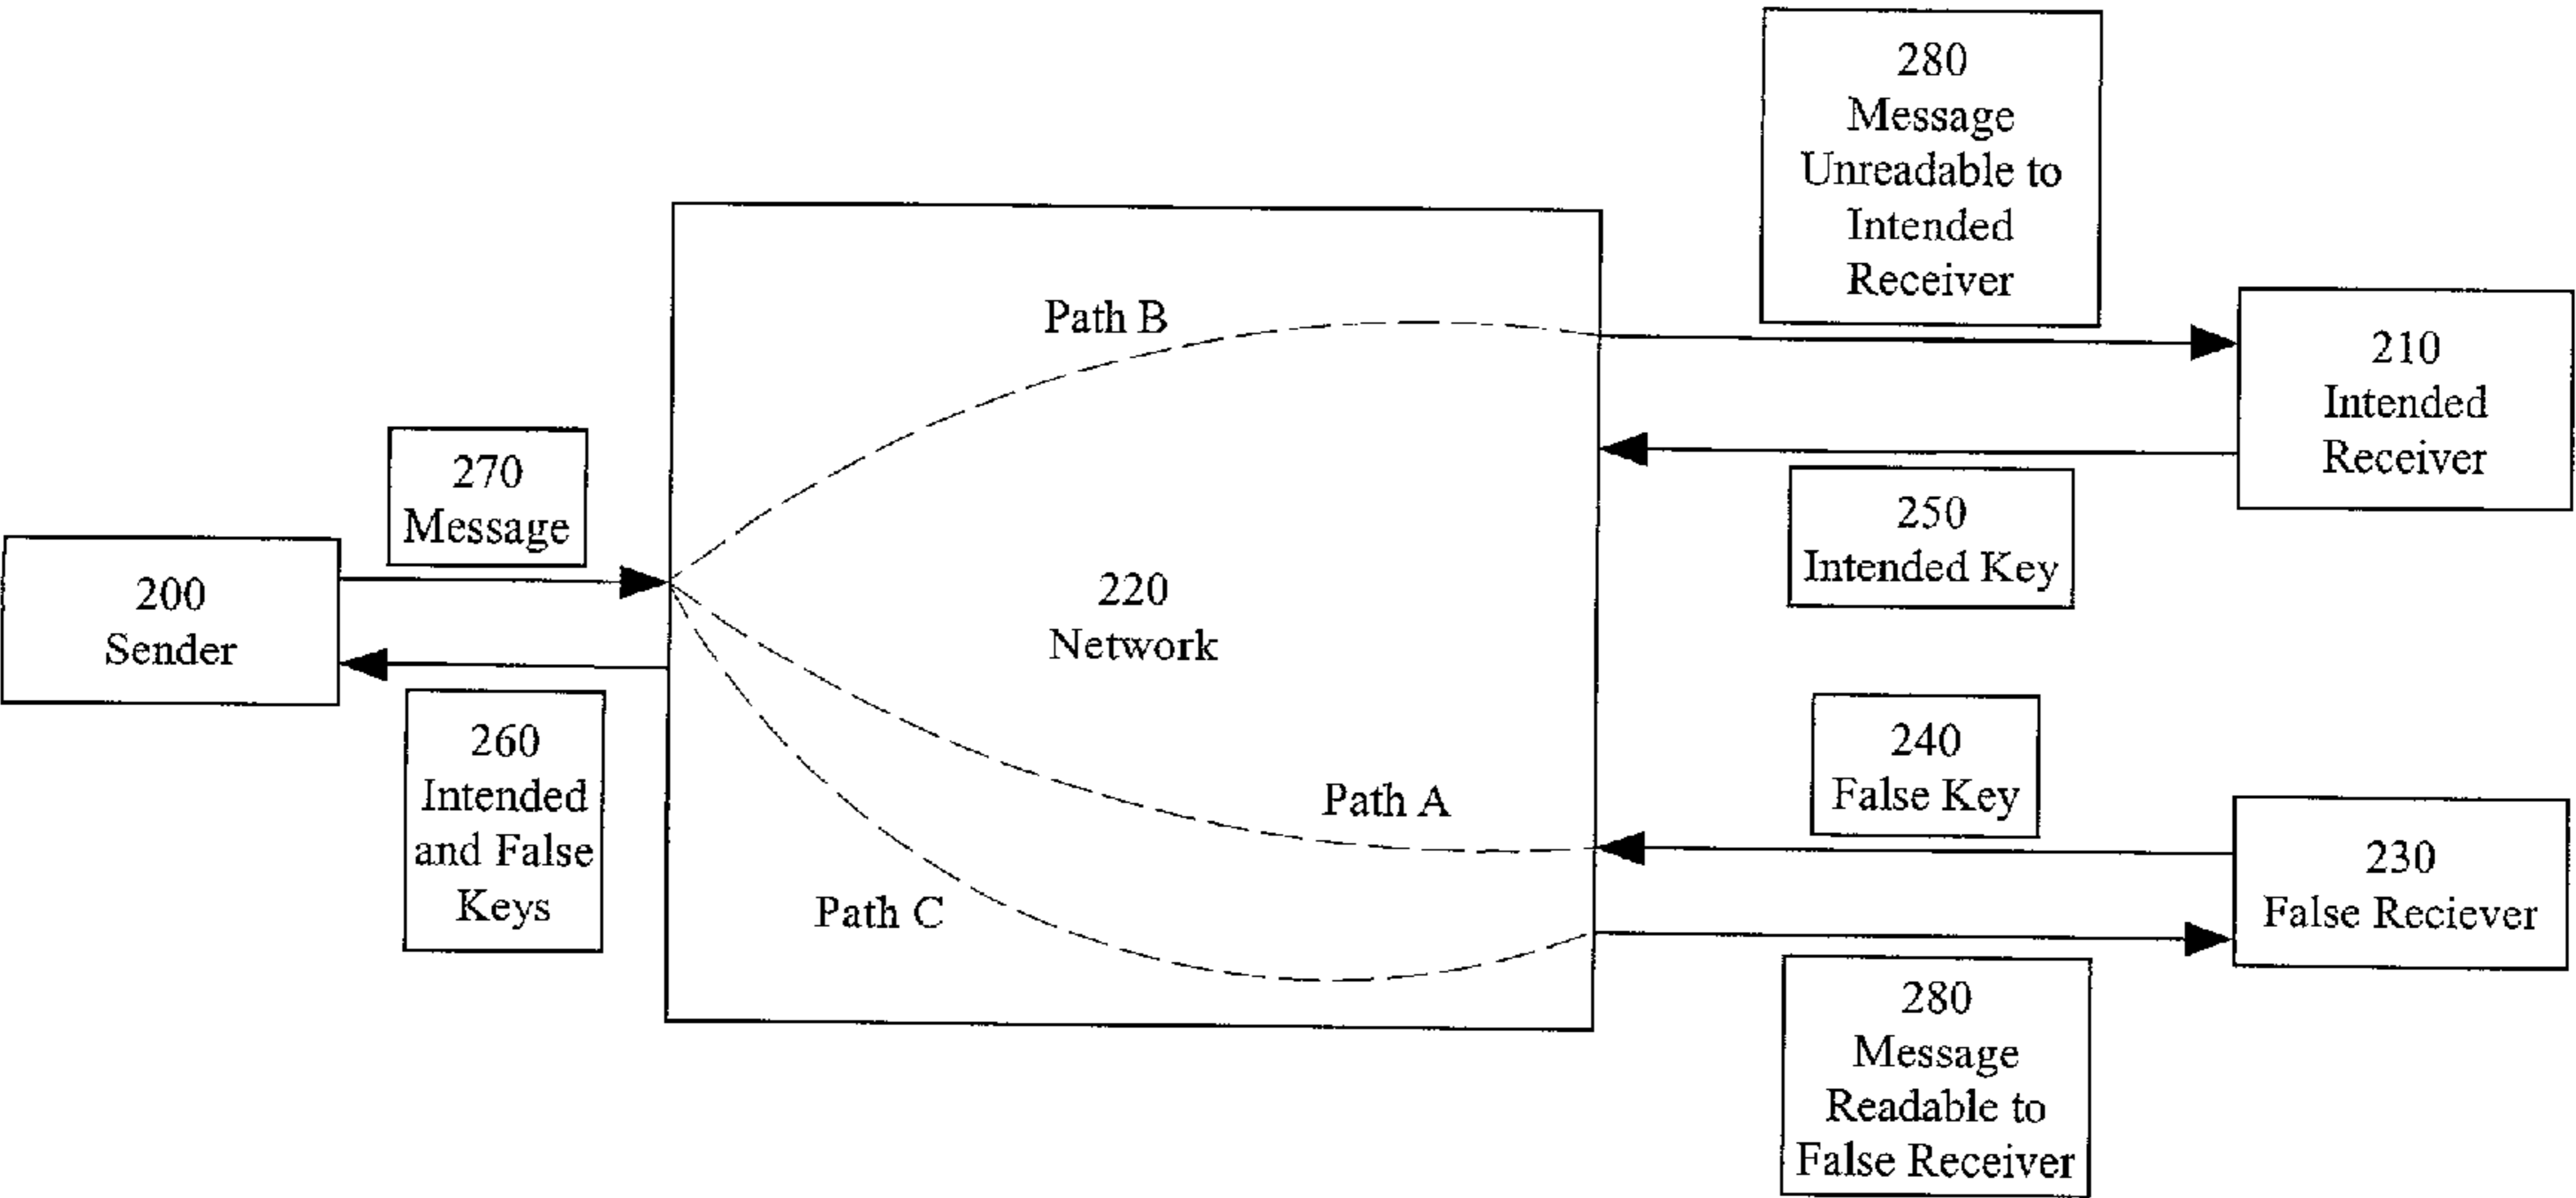 280
Message
Unreadable to
Intended
Receiver
Path B
210
Intended
Receiver
270
Message
250
Intended Key
200
Sender
220
Network
260
Intended
and False
Keys
240
False Key
Path A
230
False Reciever
Path C
280
Message
Readable to
False Receiver